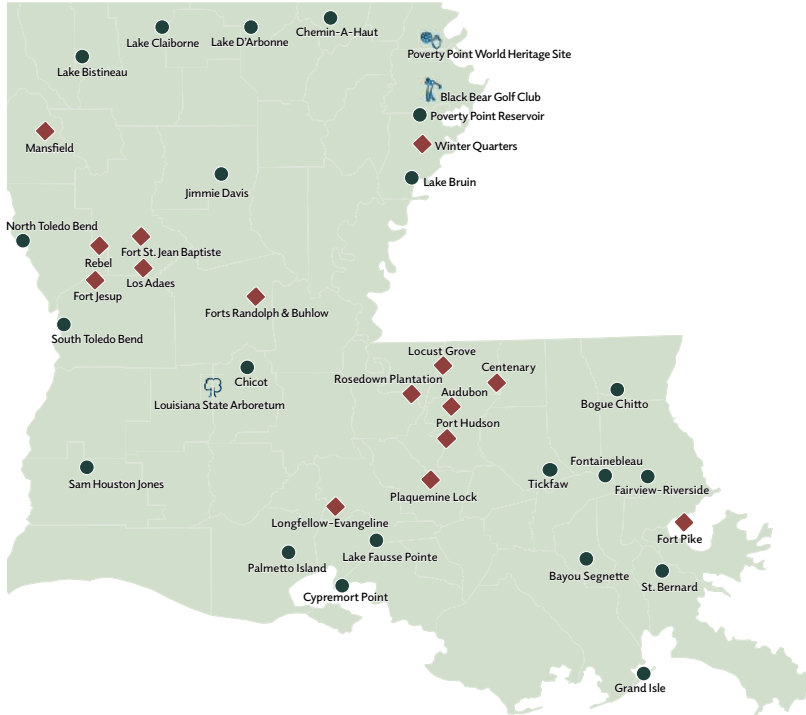 Chemin-A-Haut
Lake Claiborne
Lake D'Arbonne
Poverty Point World Heritage Site
Lake Bistineau
Black Bear Golf Club
Poverty Point Reservoir
Mansfield
Winter Quarters
Lake Bruin
Jimmie Davis
North Toledo Bend
Fort St. Jean Baptiste
Rebel
Los Adaes
Fort Jesup
Forts Randolph & Buhlow
South Toledo Bend
Locust Grove
Centenary
Rosedown Plantation
Chicot
Audubon
Louisiana State Arboretum
Bogue Chitto
Port Hudson
Fontainebleau
Sam Houston Jones
Tickfaw
Fairview-Riverside
Plaquemine Lock
Longfellow-Evangeline
Fort Pike
Lake Fausse Pointe
Palmetto Island
Bayou Segnette
St. Bernard
Cypremort Point
Grand Isle